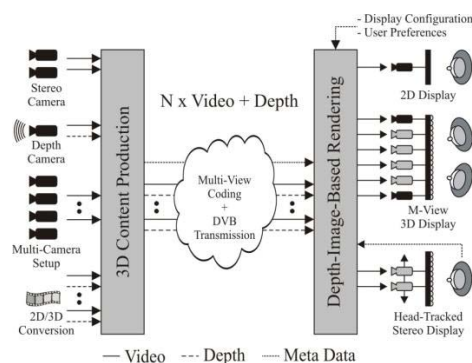 - Display Configuration
- User Preferences
Stereo
Camera
Depth
Camera
Multi-Camera
Setup
2D/3D
Conversion
3D Content Production
N x Video + Depth
Multi-View
Coding
+
DVB
Transmission
Depth-Image-Based Rendering
2D Display
M-View
3D Display
Head-Tracked
Stereo Display
Video
Depth
Meta Data